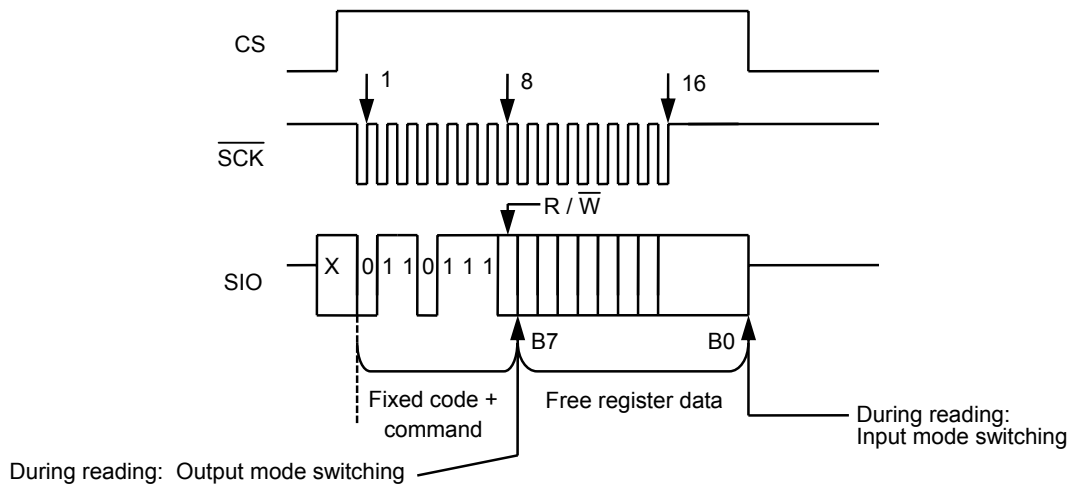 CS
1
8
16
S̅C̅K̅
R / W̅
X
0
1
1
0
1
1
1
SIO
B7
B0
Fixed code +
command
Free register data
During reading:
Input mode switching
During reading: Output mode switching